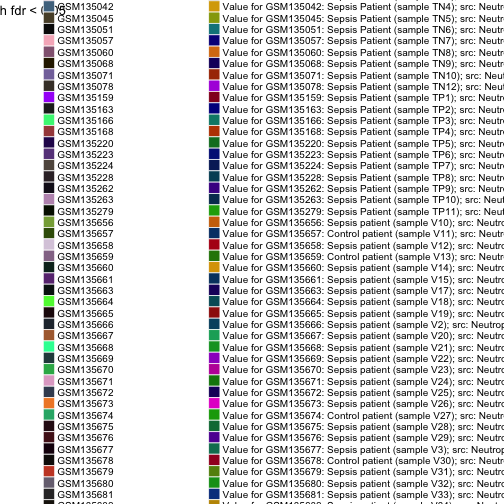 h fdr < 0.05
GSM135042 Value for GSM135042: Sepsis Patient (sample TN4); src: Neutr
GSM135045 Value for GSM135045: Sepsis Patient (sample TN5); src: Neutr
GSM135051 Value for GSM135051: Sepsis Patient (sample TN6); src: Neutr
GSM135057 Value for GSM135057: Sepsis Patient (sample TN7); src: Neutr
GSM135060 Value for GSM135060: Sepsis Patient (sample TN8); src: Neutr
GSM135068 Value for GSM135068: Sepsis Patient (sample TN9); src: Neutr
GSM135071 Value for GSM135071: Sepsis Patient (sample TN10); src: Neut
GSM135078 Value for GSM135078: Sepsis Patient (sample TN12); src: Neut
GSM135159 Value for GSM135159: Sepsis Patient (sample TP1); src: Neutr
GSM135163 Value for GSM135163: Sepsis Patient (sample TP2); src: Neutr
GSM135166 Value for GSM135166: Sepsis Patient (sample TP3); src: Neutr
GSM135168 Value for GSM135168: Sepsis Patient (sample TP4); src: Neutr
GSM135220 Value for GSM135220: Sepsis Patient (sample TP5); src: Neutr
GSM135223 Value for GSM135223: Sepsis Patient (sample TP6); src: Neutr
GSM135224 Value for GSM135224: Sepsis Patient (sample TP7); src: Neutr
GSM135228 Value for GSM135228: Sepsis Patient (sample TP8); src: Neutr
GSM135262 Value for GSM135262: Sepsis Patient (sample TP9); src: Neutr
GSM135263 Value for GSM135263: Sepsis Patient (sample TP10); src: Neut
GSM135279 Value for GSM135279: Sepsis Patient (sample TP11); src: Neut
GSM135656 Value for GSM135656: Sepsis patient (sample V10); src: Neutro
GSM135657 Value for GSM135657: Control patient (sample V11); src: Neutr
GSM135658 Value for GSM135658: Sepsis patient (sample V12); src: Neutro
GSM135659 Value for GSM135659: Control patient (sample V13); src: Neutr
GSM135660 Value for GSM135660: Sepsis patient (sample V14); src: Neutro
GSM135661 Value for GSM135661: Sepsis patient (sample V15); src: Neutro
GSM135663 Value for GSM135663: Sepsis patient (sample V17); src: Neutro
GSM135664 Value for GSM135664: Sepsis patient (sample V18); src: Neutro
GSM135665 Value for GSM135665: Sepsis patient (sample V19); src: Neutro
GSM135666 Value for GSM135666: Sepsis patient (sample V2); src: Neutrop
GSM135667 Value for GSM135667: Sepsis patient (sample V20); src: Neutro
GSM135668 Value for GSM135668: Sepsis patient (sample V21); src: Neutro
GSM135669 Value for GSM135669: Sepsis patient (sample V22); src: Neutro
GSM135670 Value for GSM135670: Sepsis patient (sample V23); src: Neutro
GSM135671 Value for GSM135671: Sepsis patient (sample V24); src: Neutro
GSM135672 Value for GSM135672: Sepsis patient (sample V25); src: Neutro
GSM135673 Value for GSM135673: Sepsis patient (sample V26); src: Neutro
GSM135674 Value for GSM135674: Control patient (sample V27); src: Neutr
GSM135675 Value for GSM135675: Sepsis patient (sample V28); src: Neutro
GSM135676 Value for GSM135676: Sepsis patient (sample V29); src: Neutro
GSM135677 Value for GSM135677: Sepsis patient (sample V3); src: Neutrop
GSM135678 Value for GSM135678: Control patient (sample V30); src: Neutr
GSM135679 Value for GSM135679: Sepsis patient (sample V31); src: Neutro
GSM135680 Value for GSM135680: Sepsis patient (sample V32); src: Neutro
GSM135681 Value for GSM135681: Sepsis patient (sample V33); src: Neutro